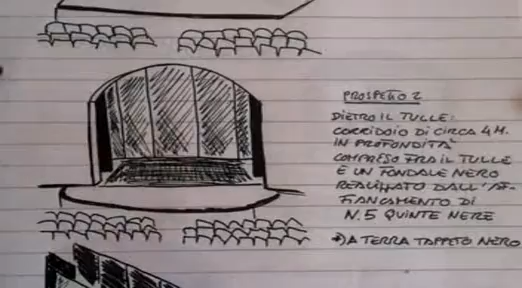 PROSPETTO 2
DIETRO IL TULLE:
CORRIDOIO DI CIRCA 4 M.
IN PROFONDITÀ
COMPRESO FRA IL TULLE
E UN FONDALE NERO
REALIZZATO DALL'AF-
FIANCAMENTO DI
N.5 QUINTE NERE
→) A TERRA TAPPETO NERO